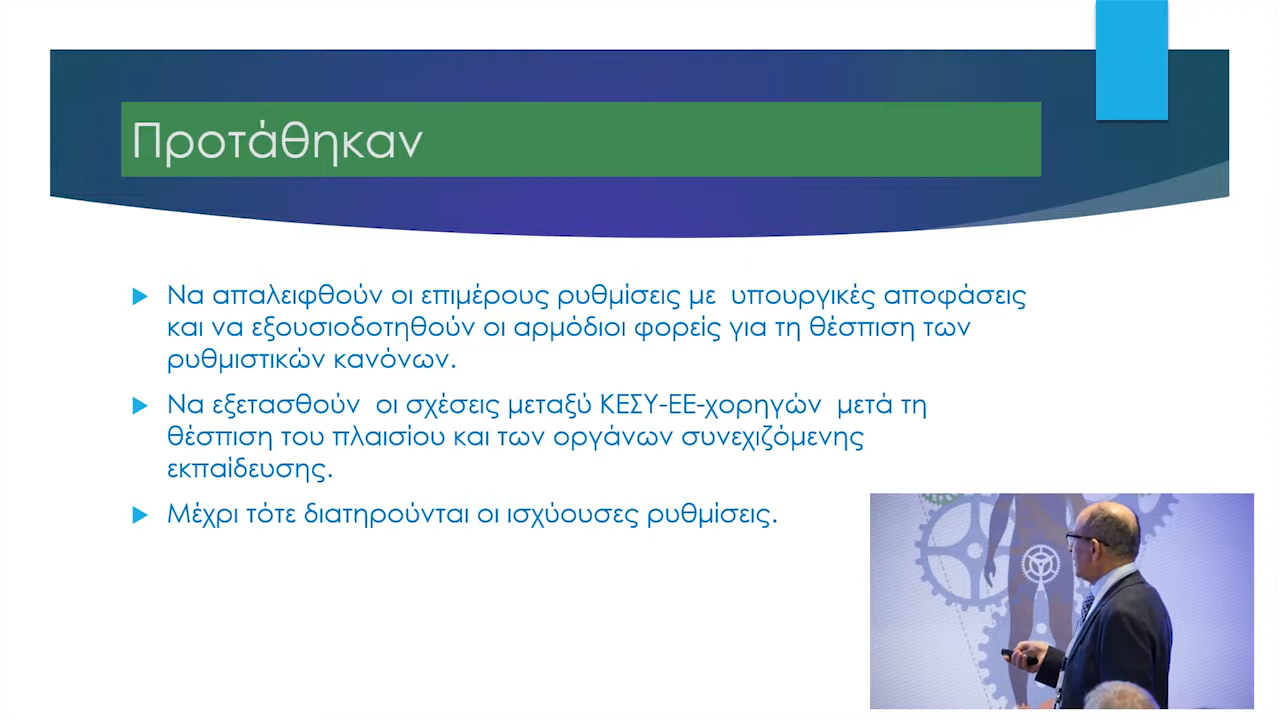 Προτάθηκαν
Να απαλειφθούν οι επιμέρους ρυθμίσεις με υπουργικές αποφάσεις
και να εξουσιοδοτηθούν οι αρμόδιοι φορείς για τη θέσπιση των
ρυθμιστικών κανόνων.
Να εξετασθούν οι σχέσεις μεταξύ ΚΕΣΥ-ΕΕ-χορηγών μετά τη
θέσπιση του πλαισίου και των οργάνων συνεχιζόμενης
εκπαίδευσης.
Μέχρι τότε διατηρούνται οι ισχύουσες ρυθμίσεις.